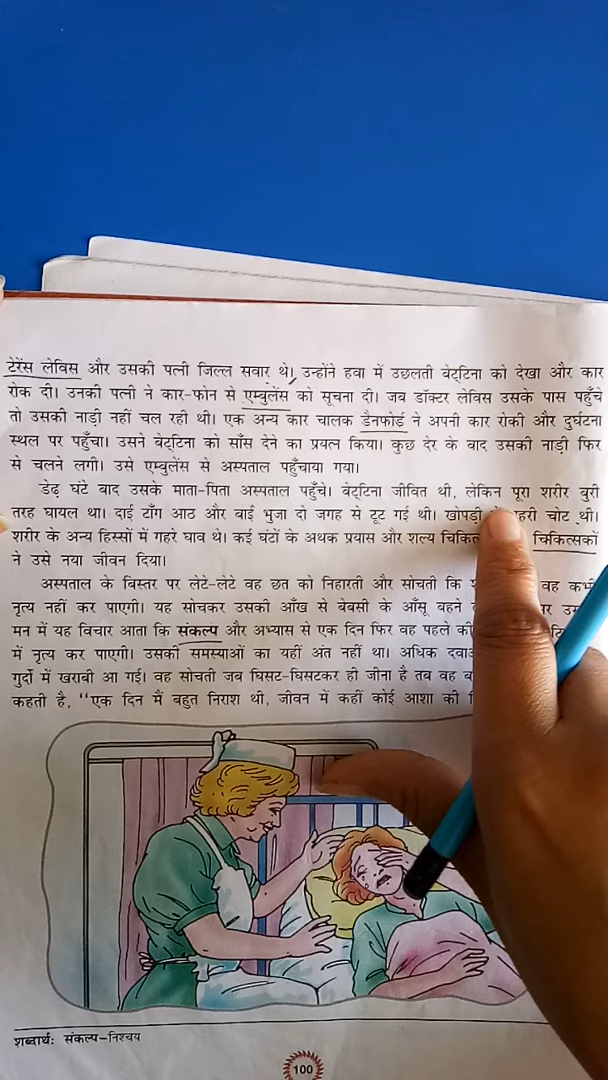 टेरेंस लेविस और उसकी पत्नी जिल्ल सवार थे। उन्होंने हवा में उछलती बेट्टिना को देखा और कार
रोक दी। उनकी पत्नी ने कार-फोन से एम्बुलेंस को सूचना दी। जब डॉक्टर लेविस उसके पास पहुँचे
तो उसकी नाड़ी नहीं चल रही थी। एक अन्य कार चालक डैनफोर्ड ने अपनी कार रोकी और दुर्घटना
स्थल पर पहुँचा। उसने बेट्टिना को साँस देने का प्रयत्न किया। कुछ देर के बाद उसकी नाड़ी फिर
से चलने लगी। उसे एम्बुलेंस से अस्पताल पहुँचाया गया।
डेढ़ घंटे बाद उसके माता-पिता अस्पताल पहुँचे। बेट्टिना जीवित थी, लेकिन पूरा शरीर बुरी
तरह घायल था। दाईं टाँग आठ और बाईं भुजा दो जगह से टूट गई थी। खोपड़ी चोट थी।
शरीर के अन्य हिस्सों में गहरे घाव थे। कई घंटों के अथक प्रयास और शल्य चिकित्सकों
ने उसे नया जीवन दिया।
अस्पताल के बिस्तर पर लेटे-लेटे वह छत को निहारती और सोचती कि वह कभी
नृत्य नहीं कर पाएगी। यह सोचकर उसकी आँख से बेबसी के आँसू बहने
मन में यह विचार आता कि संकल्प और अभ्यास से एक दिन फिर वह पहले की
में नृत्य कर पाएगी। उसकी समस्याओं का यहीं अंत नहीं था। अधिक
गुर्दों में खराबी आ गई। वह सोचती जब घिसट-घिसटकर ही जीना है तब वह
कहती है, "एक दिन मैं बहुत निराश थी, जीवन में कहीं कोई आशा की
शब्दार्थ: संकल्प-निश्चय
100